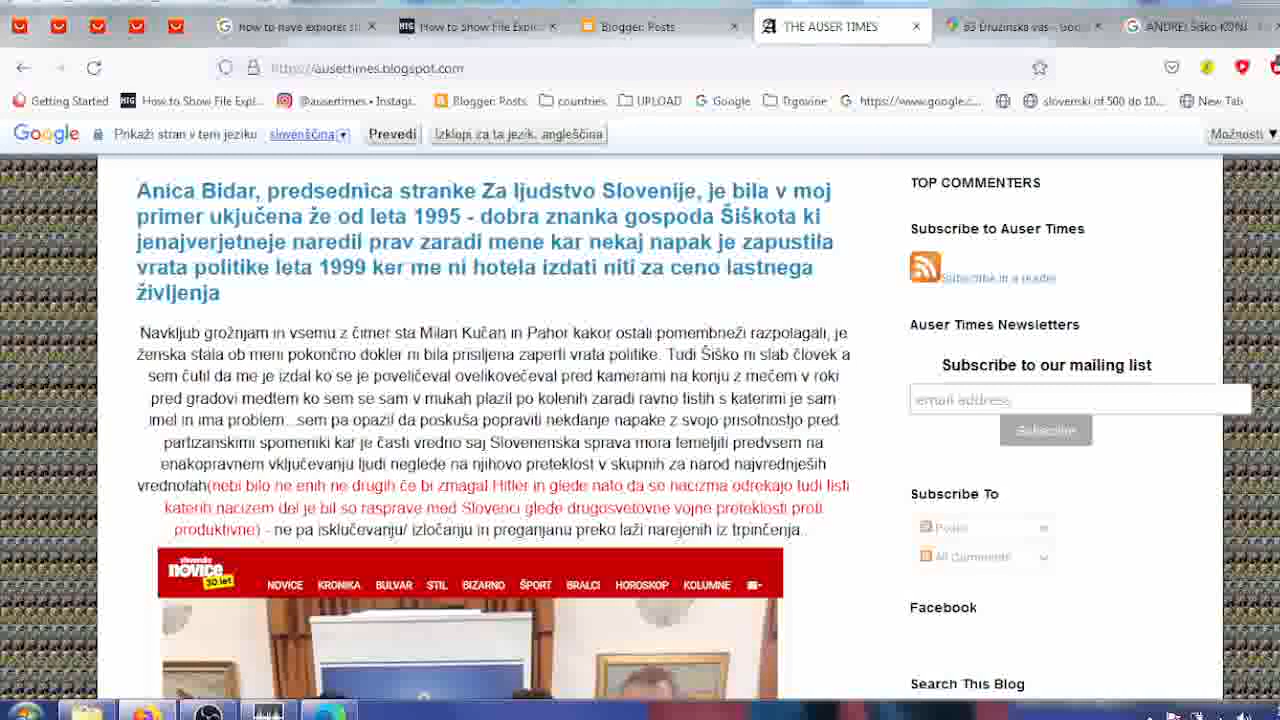 how to have explorer st
How to Show File Expl
Blogger: Posts
THE AUSER TIMES
53 Družinska vas - Goog
ANDREJ Šiško KONJ
https://ausertimes.blogspot.com
Getting Started
How to Show File Expl...
@ausertimes • Instag...
Blogger: Posts
countries
UPLOAD
Google
Trgovine
https://www.google.c...
slovenski of 500 do 10...
New Tab
Google
Prikaži stran v tem jeziku
slovenščina
Prevedi
Izklopi za ta jezik: angleščina
Možnosti ▼
Anica Bidar, predsednica stranke Za ljudstvo Slovenije, je bila v moj
primer ukjučena že od leta 1995 - dobra znanka gospoda Šiškota ki
jenajverjetneje naredil prav zaradi mene kar nekaj napak je zapustila
vrata politike leta 1999 ker me ni hotela izdati niti za ceno lastnega
življenja
Navkljub grožnjam in vsemu z čimer sta Milan Kučan in Pahor kakor ostali pomembneži razpolagali, je
ženska stala ob meni pokončno dokler ni bila prisiljena zaperti vrata politike. Tudi Šiško ni slab človek a
sem čutil da me je izdal ko se je poveličeval ovelikovečeval pred kamerami na konju z mečem v roki
pred gradovi medtem ko sem se sam v mukah plazil po kolenih zaradi ravno tistih s katerimi je sam
imel in ima problem...sem pa opazil da poskuša popraviti nekdanje napake z svojo prisotnostjo pred
partizanskimi spomeniki kar je časti vredno saj Slovenenska sprava mora temeljiti predvsem na
enakopravnem vključevanju ljudi neglede na njihovo preteklost v skupnih za narod najvrednješih
vrednotah(nebi bilo ne enih ne drugih če bi zmagal Hitler in glede nato da se nacizma odrekajo tudi tisti
katerih nacizem del je bil so rasprave med Slovenci glede drugosvetovne vojne preteklosti proti
produktivne) - ne pa isključevanju/ izločanju in preganjanu preko laži narejenih iz trpinčenja..
slovenske
novice
30.let
NOVICE
KRONIKA
BULVAR
STIL
BIZARNO
ŠPORT
BRALCI
HOROSKOP
KOLUMNE
TOP COMMENTERS
Subscribe to Auser Times
Subscribe in a reader
Auser Times Newsletters
Subscribe to our mailing list
email address
Subscribe
Subscribe To
Posts
All Comments
Facebook
Search This Blog